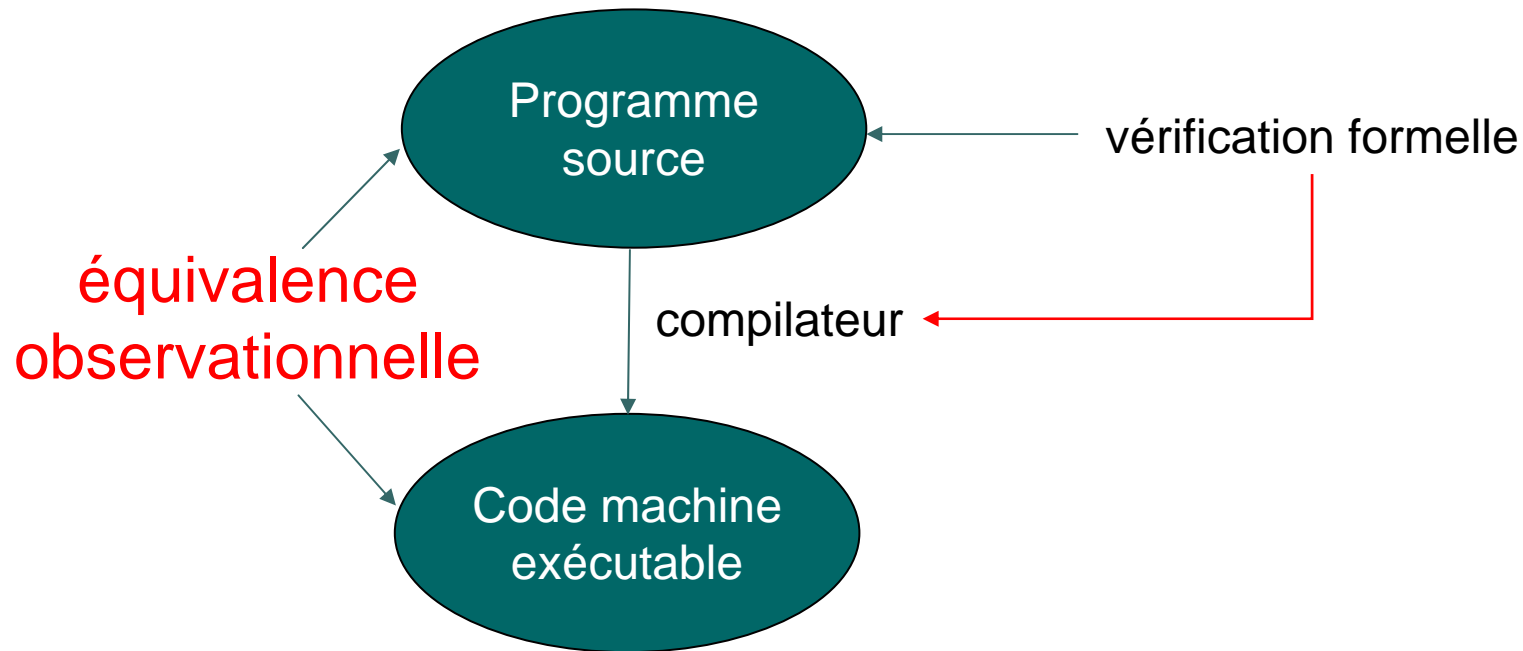 Programme
source
vérification formelle
équivalence
observationnelle
compilateur
Code machine
exécutable